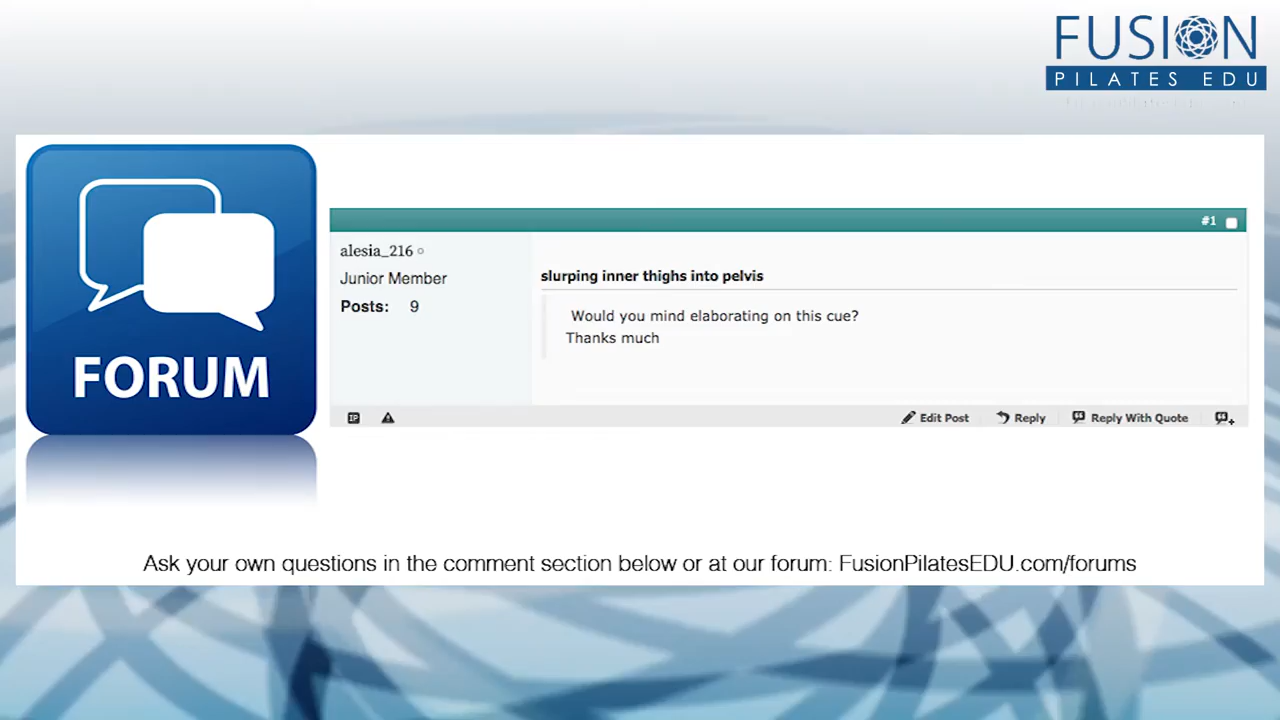 FUSION
PILATES EDU
FORUM
#1
alesia_216
Junior Member
Posts: 9
slurping inner thighs into pelvis
Would you mind elaborating on this cue?
Thanks much
IP
Edit Post
Reply
Reply With Quote
Ask your own questions in the comment section below or at our forum: FusionPilatesEDU.com/forums